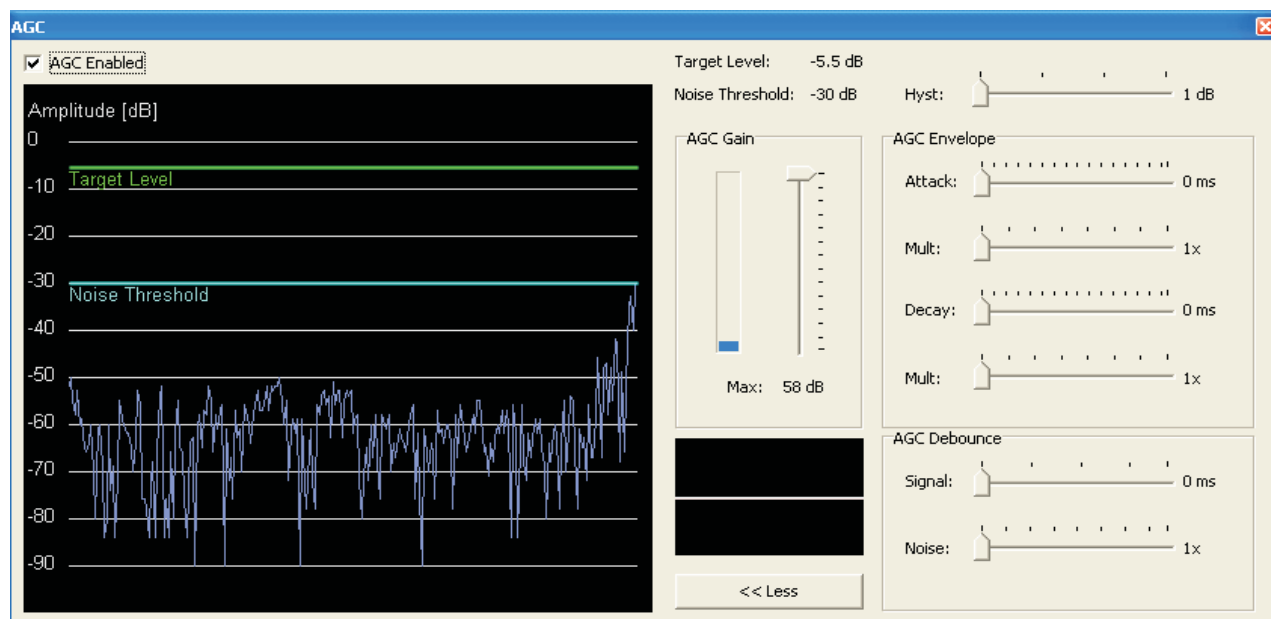 AGC
AGC Enabled
Amplitude [dB]
0
Target Level
-10
-20
-30
Noise Threshold
-40
-50
-60
-70
-80
-90
Target Level: -5.5 dB
Noise Threshold: -30 dB
Hyst: 1 dB
AGC Gain
Max: 58 dB
AGC Envelope
Attack: 0 ms
Mult: 1x
Decay: 0 ms
Mult: 1x
AGC Debounce
Signal: 0 ms
Noise: 1x
<< Less